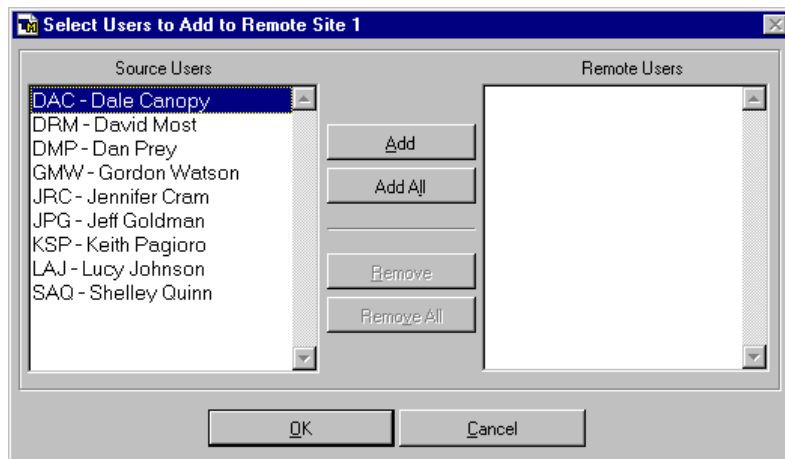 Select Users to Add to Remote Site 1
Source Users
Remote Users
DAC - Dale Canopy
DRM - David Most
DMP - Dan Prey
GMW - Gordon Watson
JRC - Jennifer Cram
JPG - Jeff Goldman
KSP - Keith Pagioro
LAJ - Lucy Johnson
SAQ - Shelley Quinn
Add
Add All
Remove
Remove All
OK
Cancel